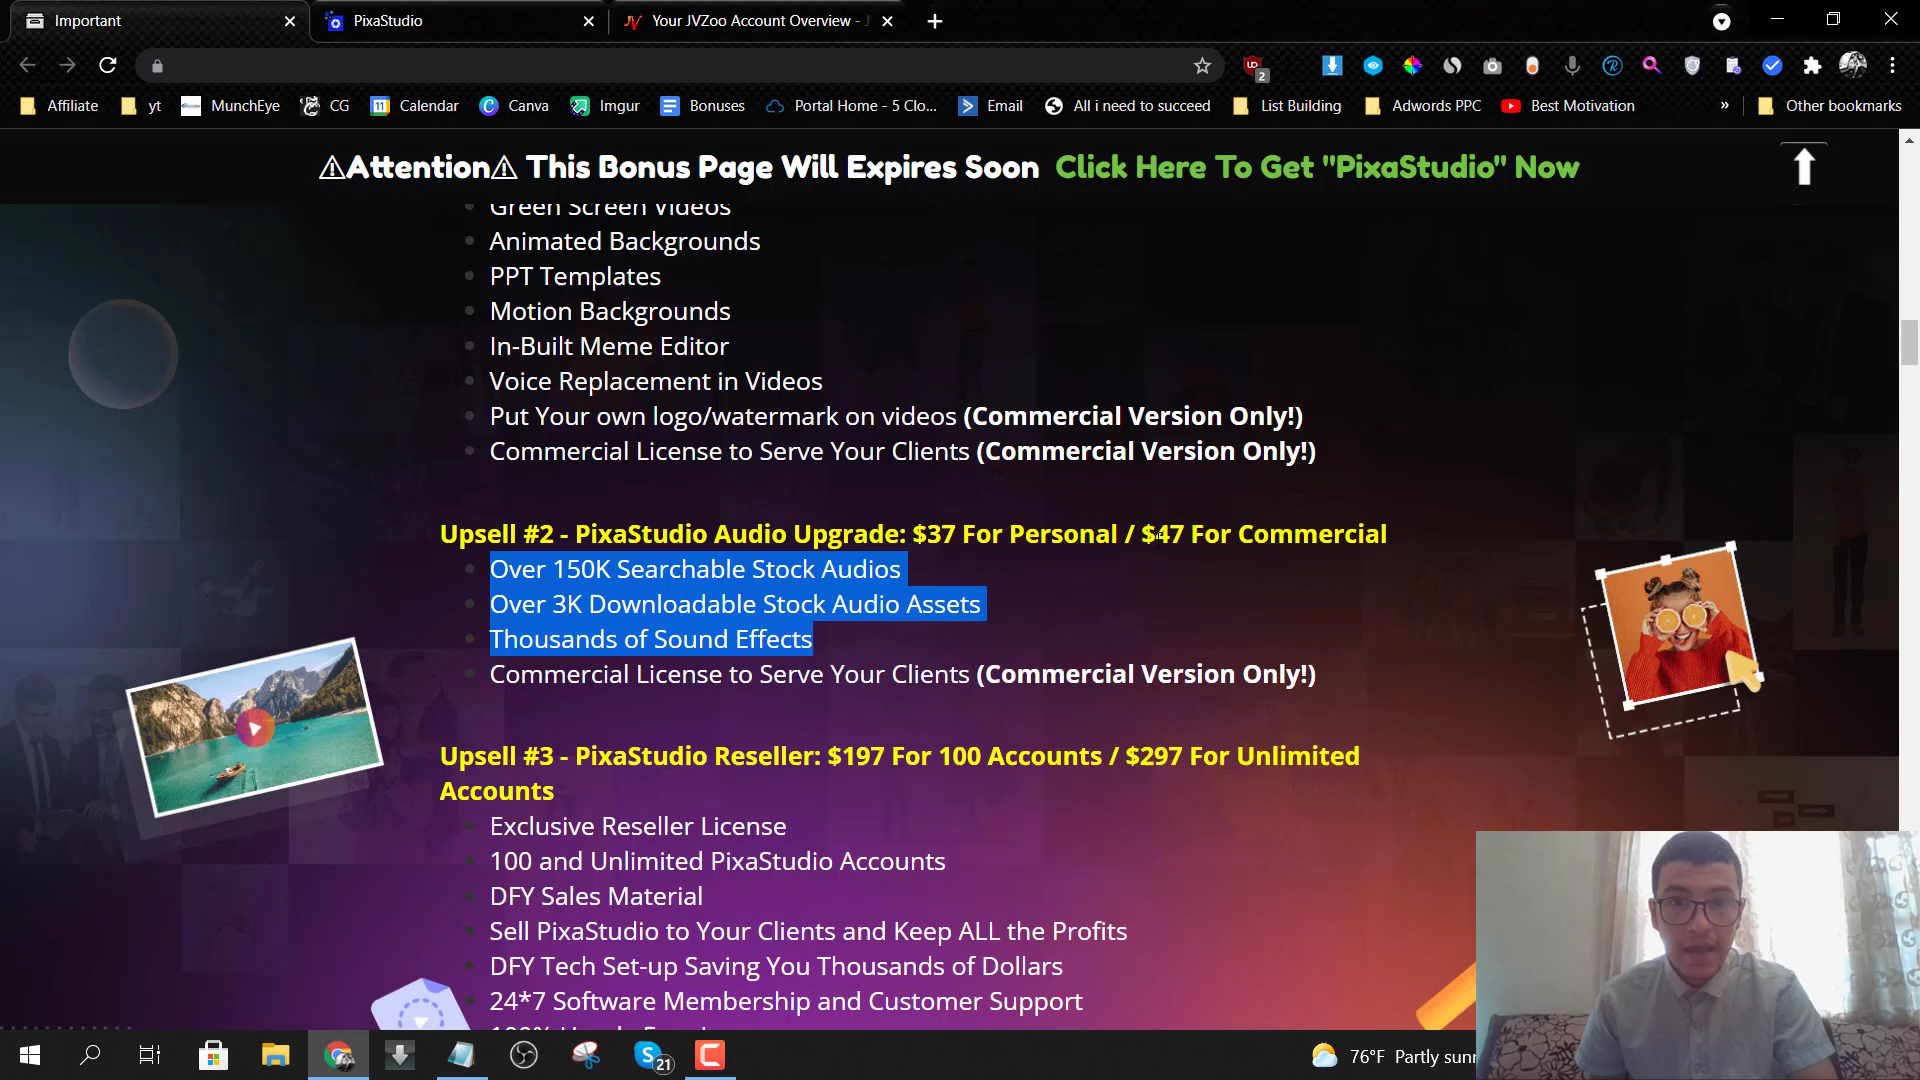 Important
PixaStudio
Your JVZoo Account Overview - J
2
Affiliate
yt
MunchEye
CG
Calendar
Canva
Imgur
Bonuses
Portal Home - 5 Clo...
Email
All i need to succeed
List Building
Adwords PPC
Best Motivation
»
Other bookmarks
⚠Attention⚠ This Bonus Page Will Expires Soon Click Here To Get "PixaStudio" Now
Green Screen Videos
Animated Backgrounds
PPT Templates
Motion Backgrounds
In-Built Meme Editor
Voice Replacement in Videos
Put Your own logo/watermark on videos (Commercial Version Only!)
Commercial License to Serve Your Clients (Commercial Version Only!)
Upsell #2 - PixaStudio Audio Upgrade: $37 For Personal / $47 For Commercial
Over 150K Searchable Stock Audios
Over 3K Downloadable Stock Audio Assets
Thousands of Sound Effects
Commercial License to Serve Your Clients (Commercial Version Only!)
Upsell #3 - PixaStudio Reseller: $197 For 100 Accounts / $297 For Unlimited
Accounts
Exclusive Reseller License
100 and Unlimited PixaStudio Accounts
DFY Sales Material
Sell PixaStudio to Your Clients and Keep ALL the Profits
DFY Tech Set-up Saving You Thousands of Dollars
24*7 Software Membership and Customer Support
21
76°F Partly sunn